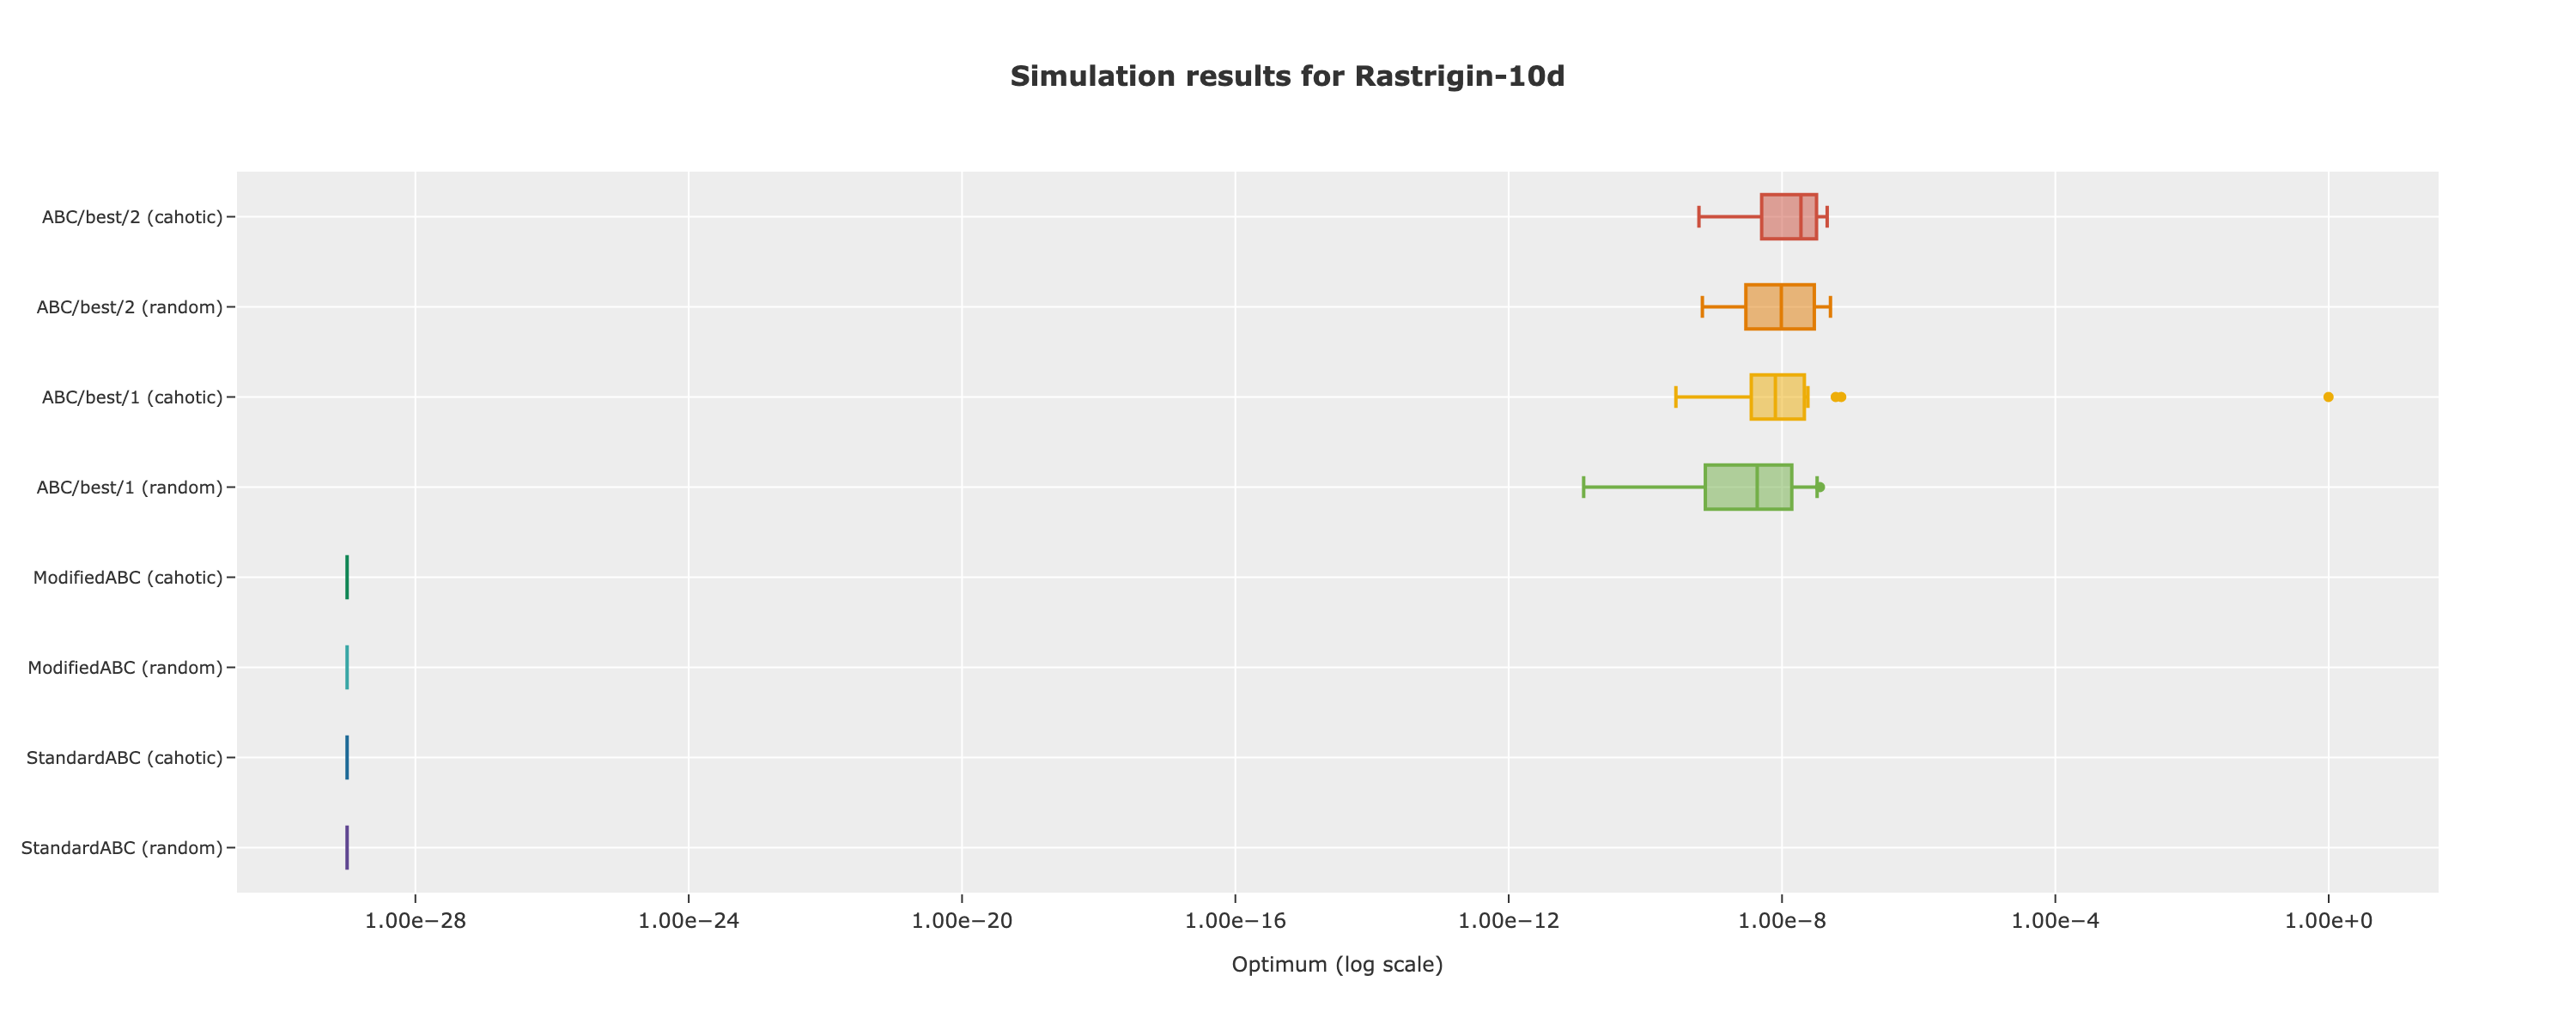 Simulation results for Rastrigin-10d
ABC/best/2 (cahotic)
ABC/best/2 (random)
ABC/best/1 (cahotic)
ABC/best/1 (random)
ModifiedABC (cahotic)
ModifiedABC (random)
StandardABC (cahotic)
StandardABC (random)
1.00e−28 1.00e−24 1.00e−20 1.00e−16 1.00e−12 1.00e−8 1.00e−4 1.00e+0
Optimum (log scale)